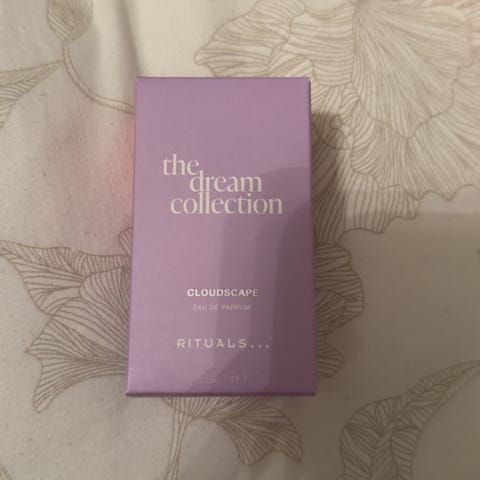 the
dream
collection
CLOUDSCAPE
EAU DE PARFUM
RITUALS...